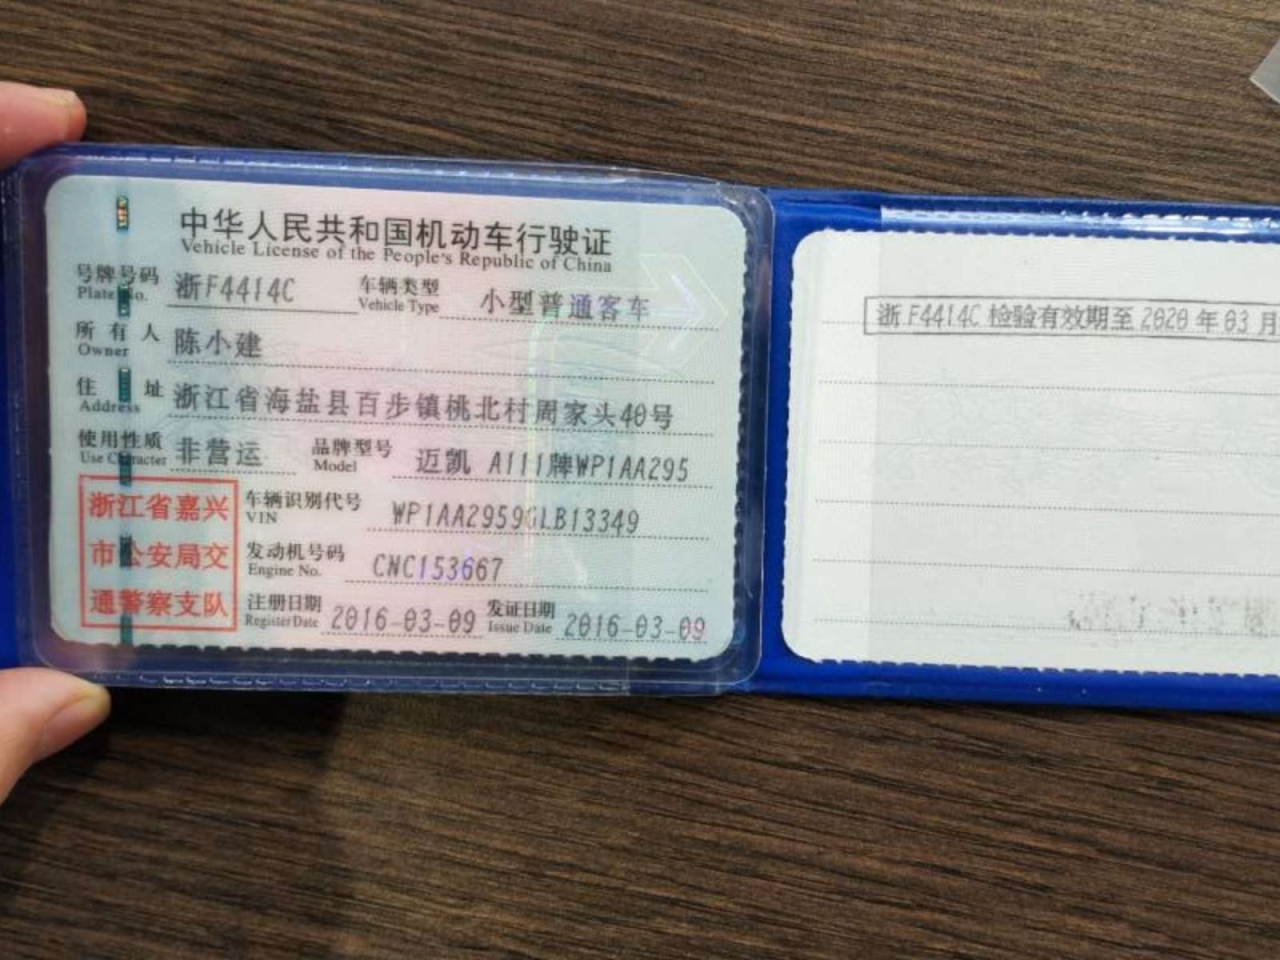 中华人民共和国机动车行驶证
Vehicle License of the People's Republic of China
号牌号码 浙F4414C 车辆类型 小型普通客车
Plate No. Vehicle Type
所有人 陈小建
Owner
住址 浙江省海盐县百步镇桃北村周家头40号
Address
使用性质 非营运 品牌型号 迈凯 A111牌WP1AA295
Use Character Model
浙江省嘉兴
市公安局交
通警察支队
车辆识别代号 WP1AA2959GLB13349
VIN
发动机号码 CNC153667
Engine No.
注册日期 2016-03-09 发证日期 2016-03-09
Register Date Issue Date
浙F4414C 检验有效期至 2020 年 03 月